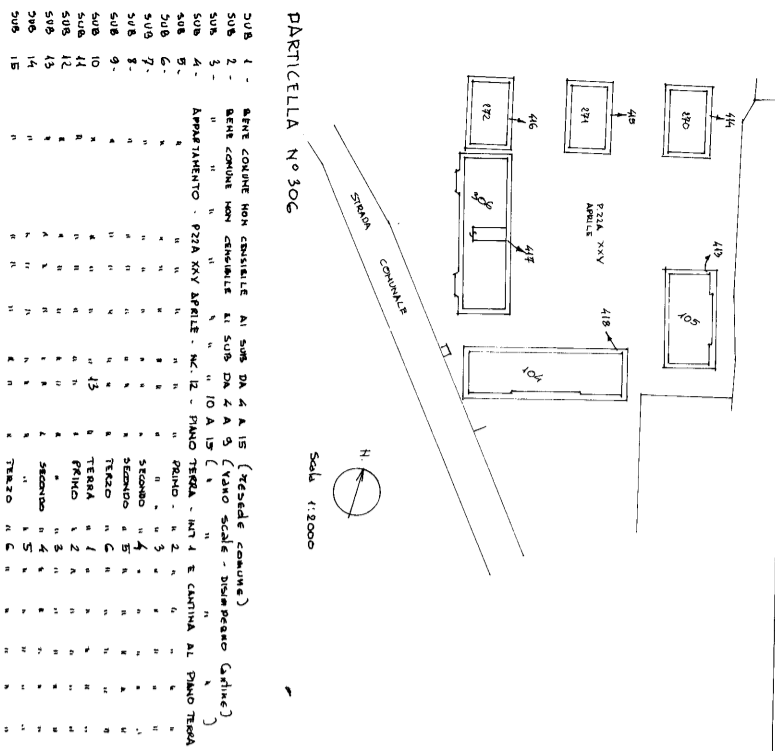 414
270
415
271
416
272
306
417
P.ZZA XXV
APRILE
413
105
418
104
STRADA
COMUNALE
N.
Scala 1:2000
PARTICELLA N° 306
SUB 1 - BENE COMUNE NON CENSIBILE AI SUB DA 4 A 15 (resede comune)
SUB 2 - BENE COMUNE NON CENSIBILE AI SUB DA 4 A 9 (VANO SCALE - DISIMPEGNO Cantine)
SUB 3 - " " " " " " " 10 A 15 ( " " " " )
SUB 4 - APPARTAMENTO - P.ZZA XXV APRILE - NC. 12 - PIANO TERRA - INT 1 E CANTINA AL PIANO TERRA
SUB 5 - " " " " " " PRIMO - " 2 " " " " "
SUB 6 - " " " " " " " " 3 " " " " "
SUB 7 - " " " " " " SECONDO " 4 " " " " "
SUB 8 - " " " " " " SECONDO " 5 " " " " "
SUB 9 - " " " " " " TERZO " 6 " " " " "
SUB 10 " " " " " 13 " TERRA " 1 " " " " "
SUB 11 " " " " " " " PRIMO " 2 " " " " "
SUB 12 " " " " " " " " " 3 " " " " "
SUB 13 " " " " " " " SECONDO " 4 " " " " "
SUB 14 " " " " " " " " " 5 " " " " "
SUB 15 " " " " " " " TERZO " 6 " " " " "